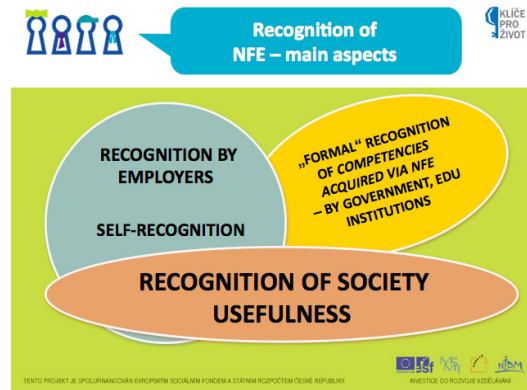 Recognition of
NFE – main aspects
KLÍČE
PRO
ŽIVOT
RECOGNITION BY
EMPLOYERS
SELF-RECOGNITION
„FORMAL“ RECOGNITION
OF COMPETENCIES
ACQUIRED VIA NFE
– BY GOVERNMENT, EDU
INSTITUTIONS
RECOGNITION OF SOCIETY
USEFULNESS
esf
NIDM
TENTO PROJEKT JE SPOLUFINANCOVÁN EVROPSKÝM SOCIÁLNÍM FONDEM A STÁTNÍM ROZPOČTEM ČESKÉ REPUBLIKY.
INVESTICE DO ROZVOJE VZDĚLÁVÁNÍ